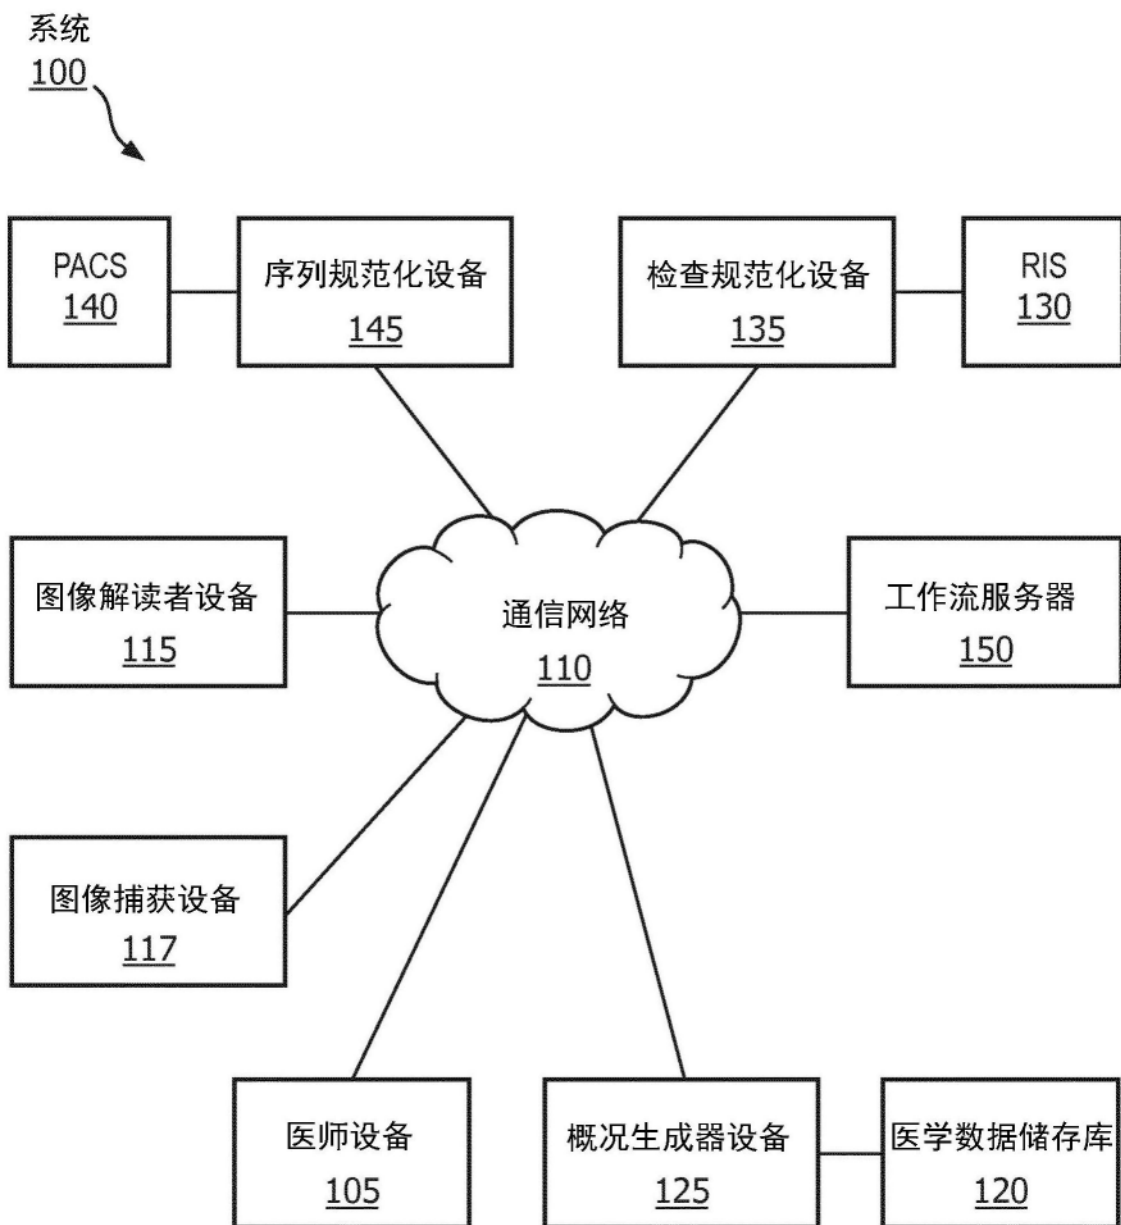 系统
100
PACS
140
序列规范化设备
145
检查规范化设备
135
RIS
130
图像解读者设备
115
通信网络
110
工作流服务器
150
图像捕获设备
117
医师设备
105
概况生成器设备
125
医学数据储存库
120